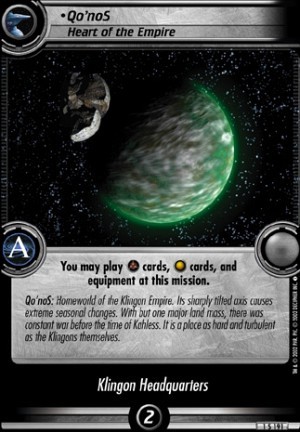 •Qo'noS
Heart of the Empire
A
You may play cards, cards, and
equipment at this mission.
Qo'noS: Homeworld of the Klingon Empire. Its sharply tilted axis causes
extreme seasonal changes. With but one major land mass, there was
constant war before the time of Kahless. It is a place as hard and turbulent
as the Klingons themselves.
Klingon Headquarters
2